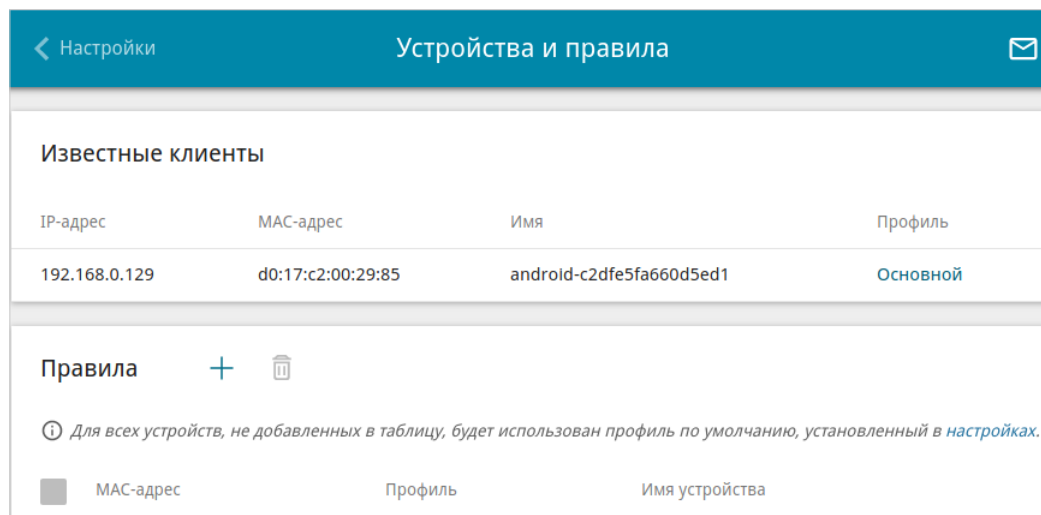 Настройки Устройства и правила
Известные клиенты
IP-адрес MAC-адрес Имя Профиль
192.168.0.129 d0:17:c2:00:29:85 android-c2dfe5fa660d5ed1 Основной
Правила
Для всех устройств, не добавленных в таблицу, будет использован профиль по умолчанию, установленный в настройках.
MAC-адрес Профиль Имя устройства